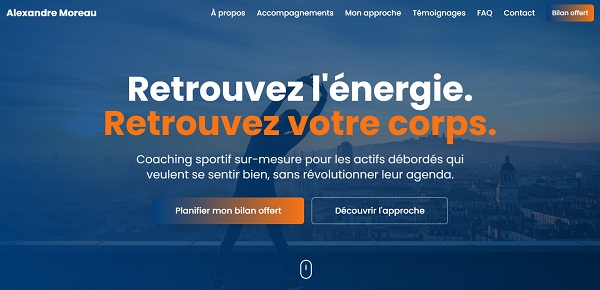 Alexandre Moreau
À propos
Accompagnements
Mon approche
Témoignages
FAQ
Contact
Bilan offert
Retrouvez l'énergie.
Retrouvez votre corps.
Coaching sportif sur-mesure pour les actifs débordés qui
veulent se sentir bien, sans révolutionner leur agenda.
Planifier mon bilan offert
Découvrir l'approche